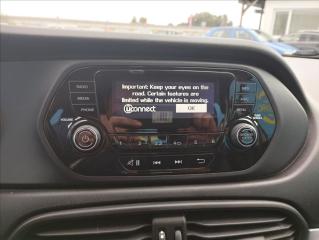 RADIO
MEDIA
PHONE
Important: Keep your eyes on the
road. Certain features are
limited while the vehicle is moving.
uconnect
OK
VOLUME